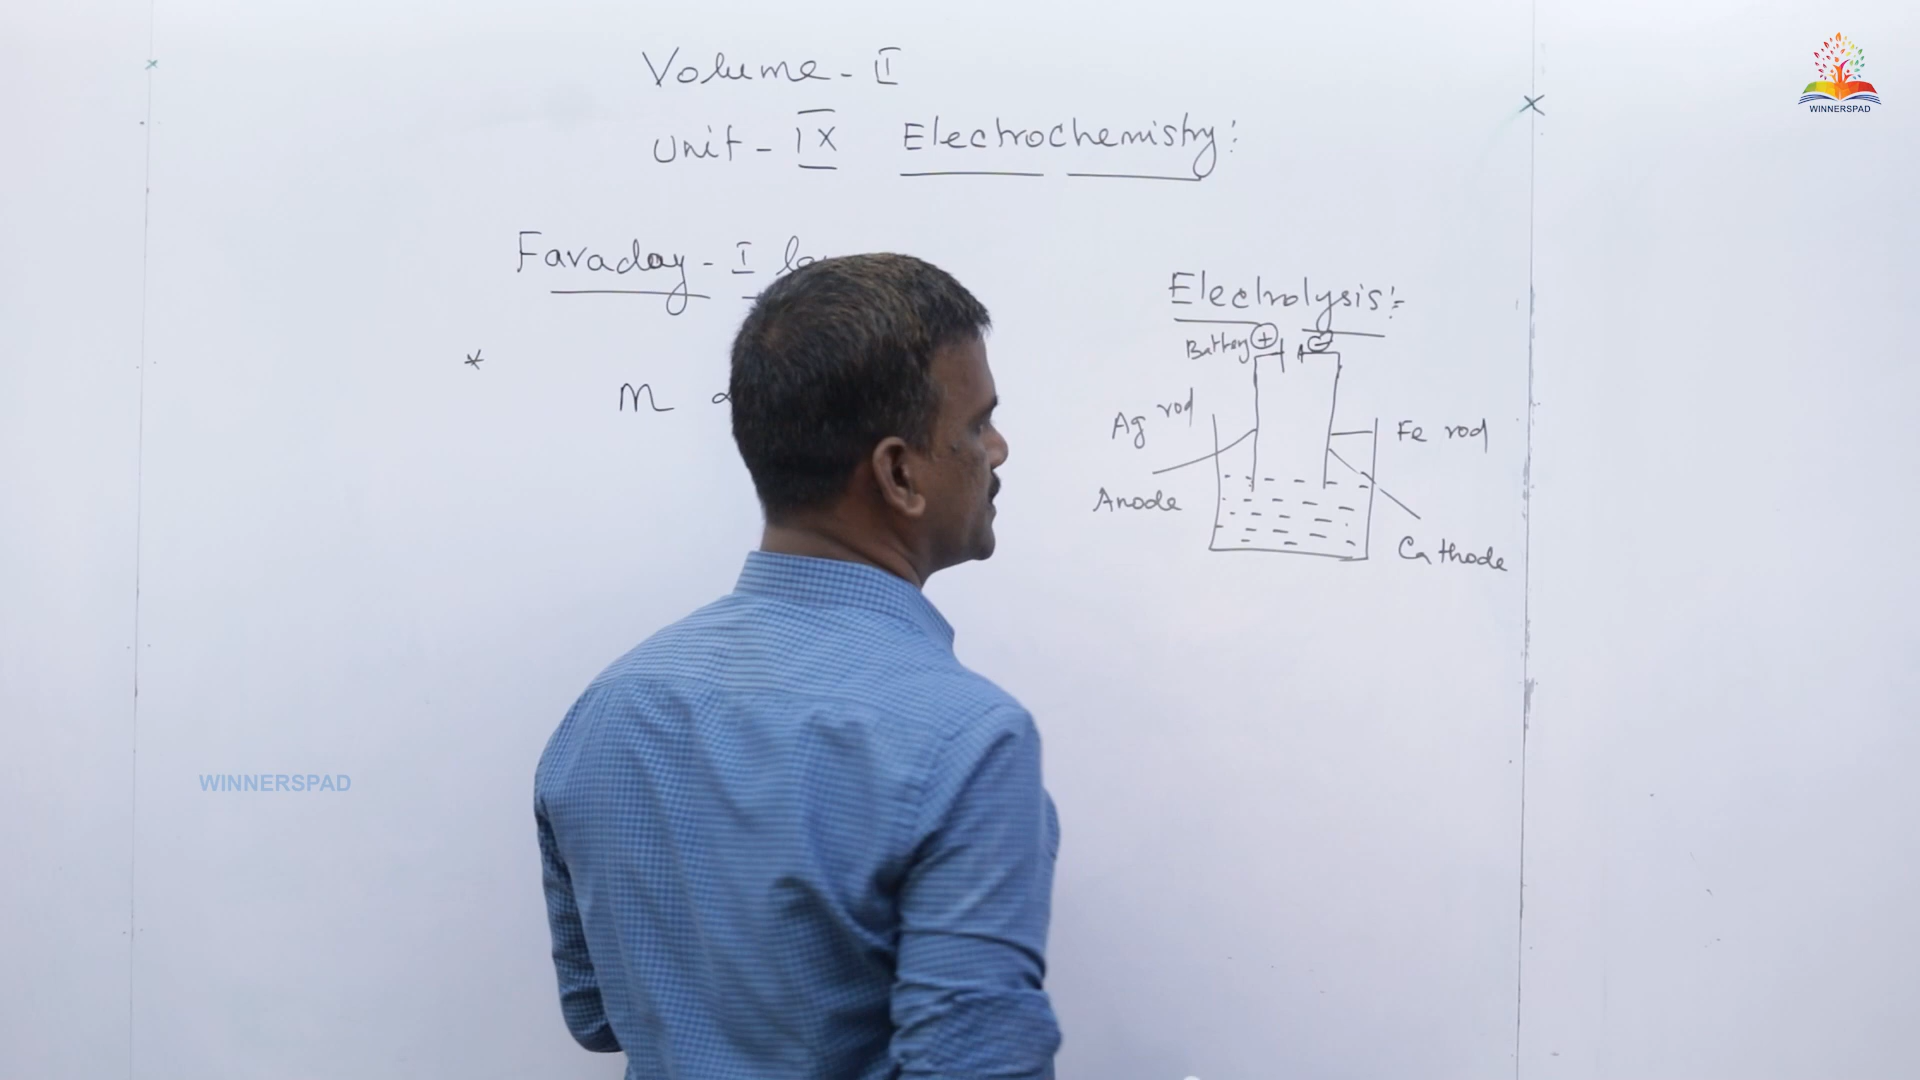 Volume - II
Unit - IX Electrochemistry:
Faraday - I
*
m ∝
Electrolysis:-
Battery + -
Ag rod
Fe rod
Anode
Cathode
WINNERSPAD
WINNERSPAD